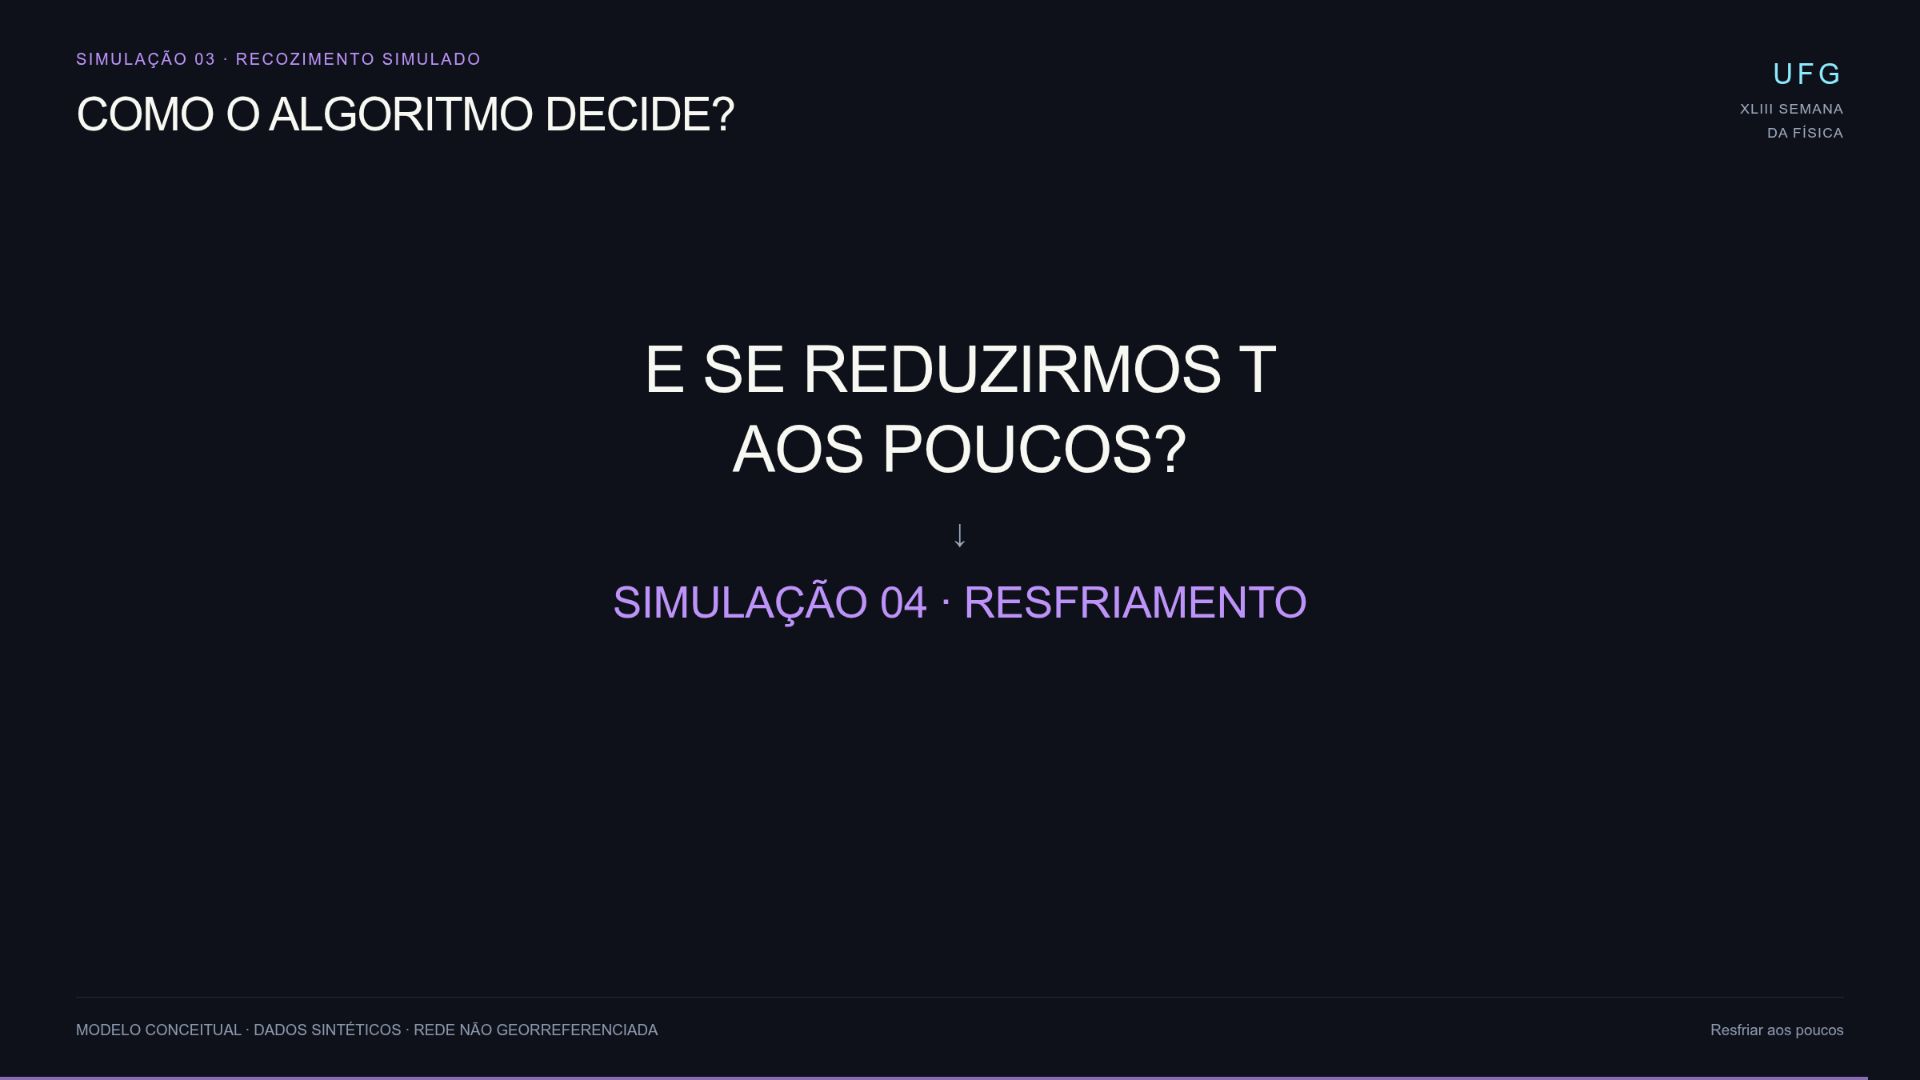 SIMULAÇÃO 03 · RECOZIMENTO SIMULADO
COMO O ALGORITMO DECIDE?
UFG
XLIII SEMANA
DA FÍSICA
E SE REDUZIRMOS T
AOS POUCOS?
↓
SIMULAÇÃO 04 · RESFRIAMENTO
MODELO CONCEITUAL · DADOS SINTÉTICOS · REDE NÃO GEORREFERENCIADA
Resfriar aos poucos